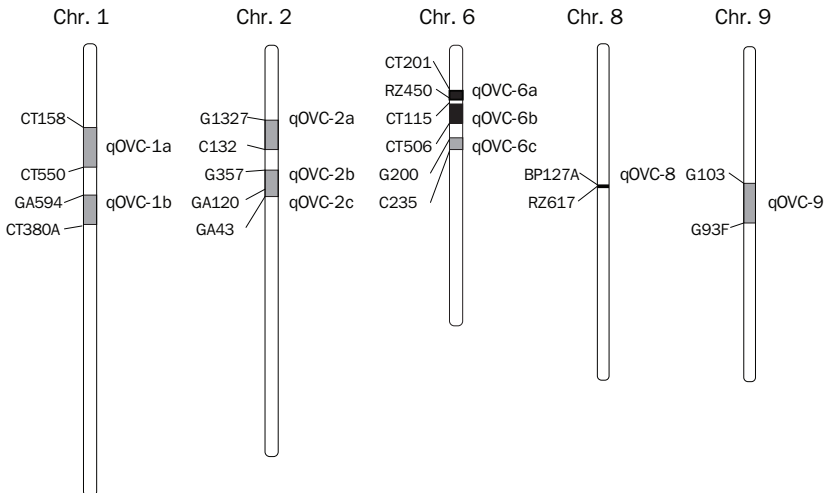 Chr. 1
Chr. 2
Chr. 6
Chr. 8
Chr. 9
CT158
qOVC-1a
CT550
GA594
qOVC-1b
CT380A
G1327
qOVC-2a
C132
G357
qOVC-2b
GA120
qOVC-2c
GA43
CT201
RZ450
qOVC-6a
CT115
qOVC-6b
CT506
qOVC-6c
G200
C235
BP127A
qOVC-8
RZ617
G103
qOVC-9
G93F